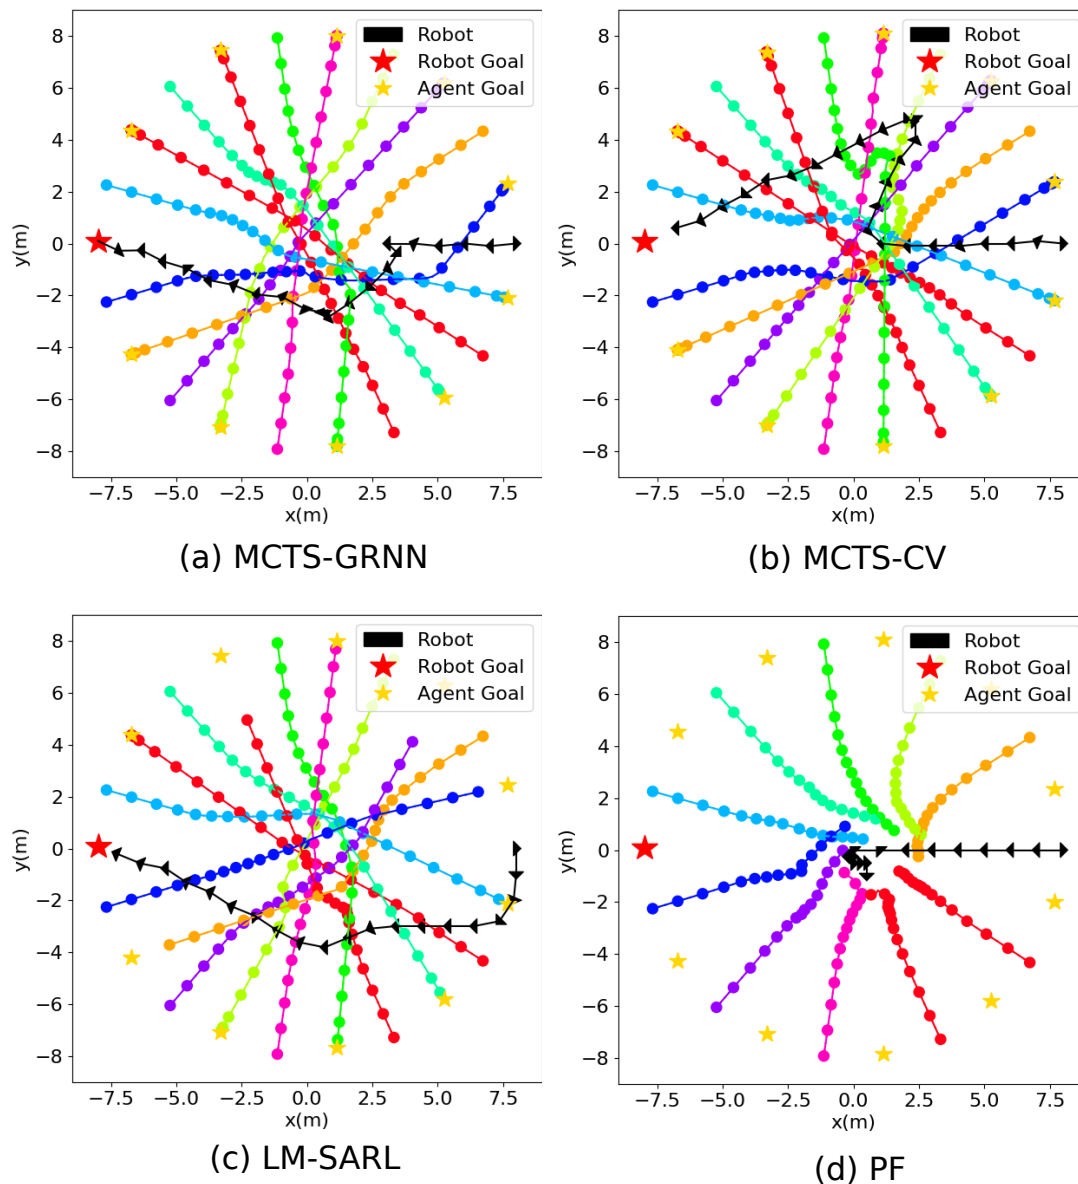 Robot
Robot Goal
Agent Goal
8
6
4
2
0
−2
−4
−6
−8
y(m)
−7.5 −5.0 −2.5 0.0 2.5 5.0 7.5
x(m)
(a) MCTS-GRNN
Robot
Robot Goal
Agent Goal
8
6
4
2
0
−2
−4
−6
−8
y(m)
−7.5 −5.0 −2.5 0.0 2.5 5.0 7.5
x(m)
(b) MCTS-CV
Robot
Robot Goal
Agent Goal
8
6
4
2
0
−2
−4
−6
−8
y(m)
−7.5 −5.0 −2.5 0.0 2.5 5.0 7.5
x(m)
(c) LM-SARL
Robot
Robot Goal
Agent Goal
8
6
4
2
0
−2
−4
−6
−8
y(m)
−7.5 −5.0 −2.5 0.0 2.5 5.0 7.5
x(m)
(d) PF